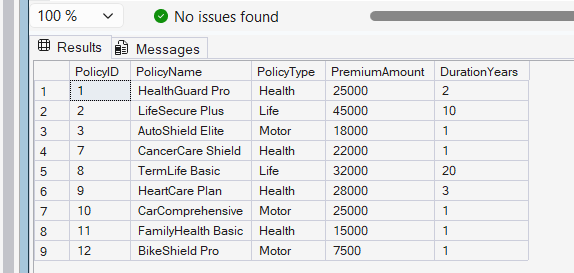 100 % No issues found
Results Messages
PolicyID PolicyName PolicyType PremiumAmount DurationYears
1 1 HealthGuard Pro Health 25000 2
2 2 LifeSecure Plus Life 45000 10
3 3 AutoShield Elite Motor 18000 1
4 7 CancerCare Shield Health 22000 1
5 8 TermLife Basic Life 32000 20
6 9 HeartCare Plan Health 28000 3
7 10 CarComprehensive Motor 25000 1
8 11 FamilyHealth Basic Health 15000 1
9 12 BikeShield Pro Motor 7500 1